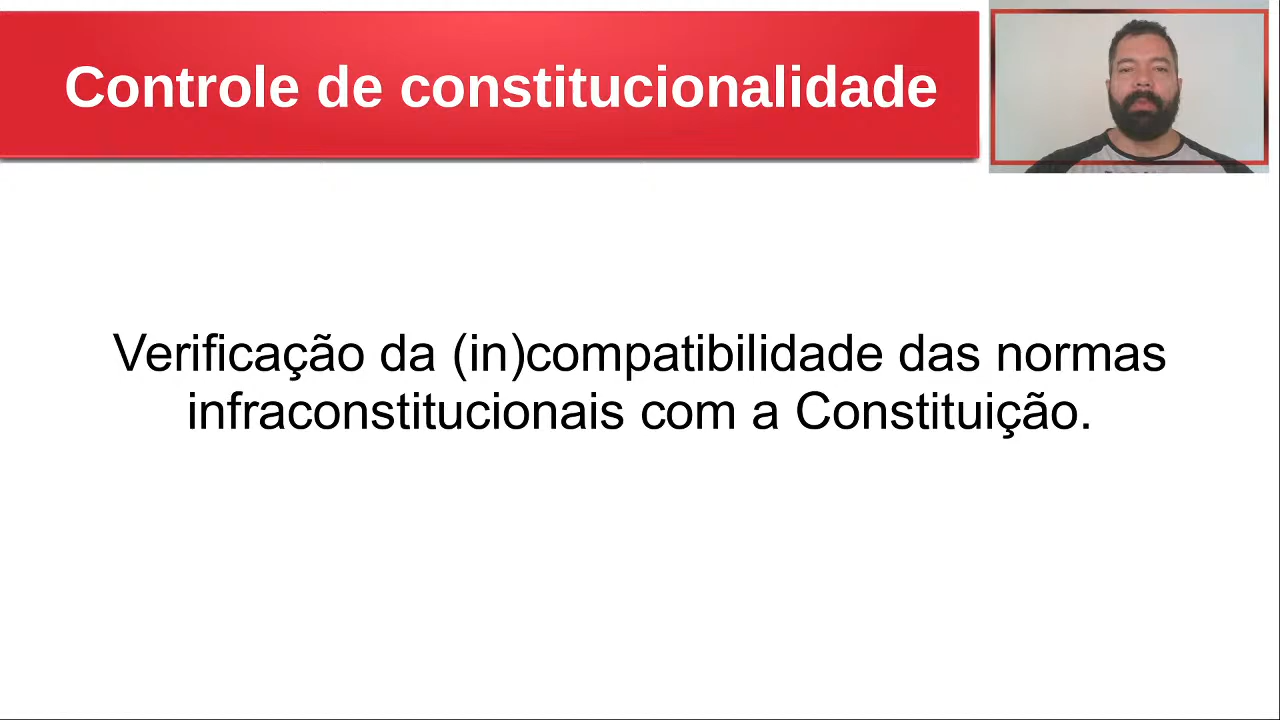 Controle de constitucionalidade
Verificação da (in)compatibilidade das normas
infraconstitucionais com a Constituição.